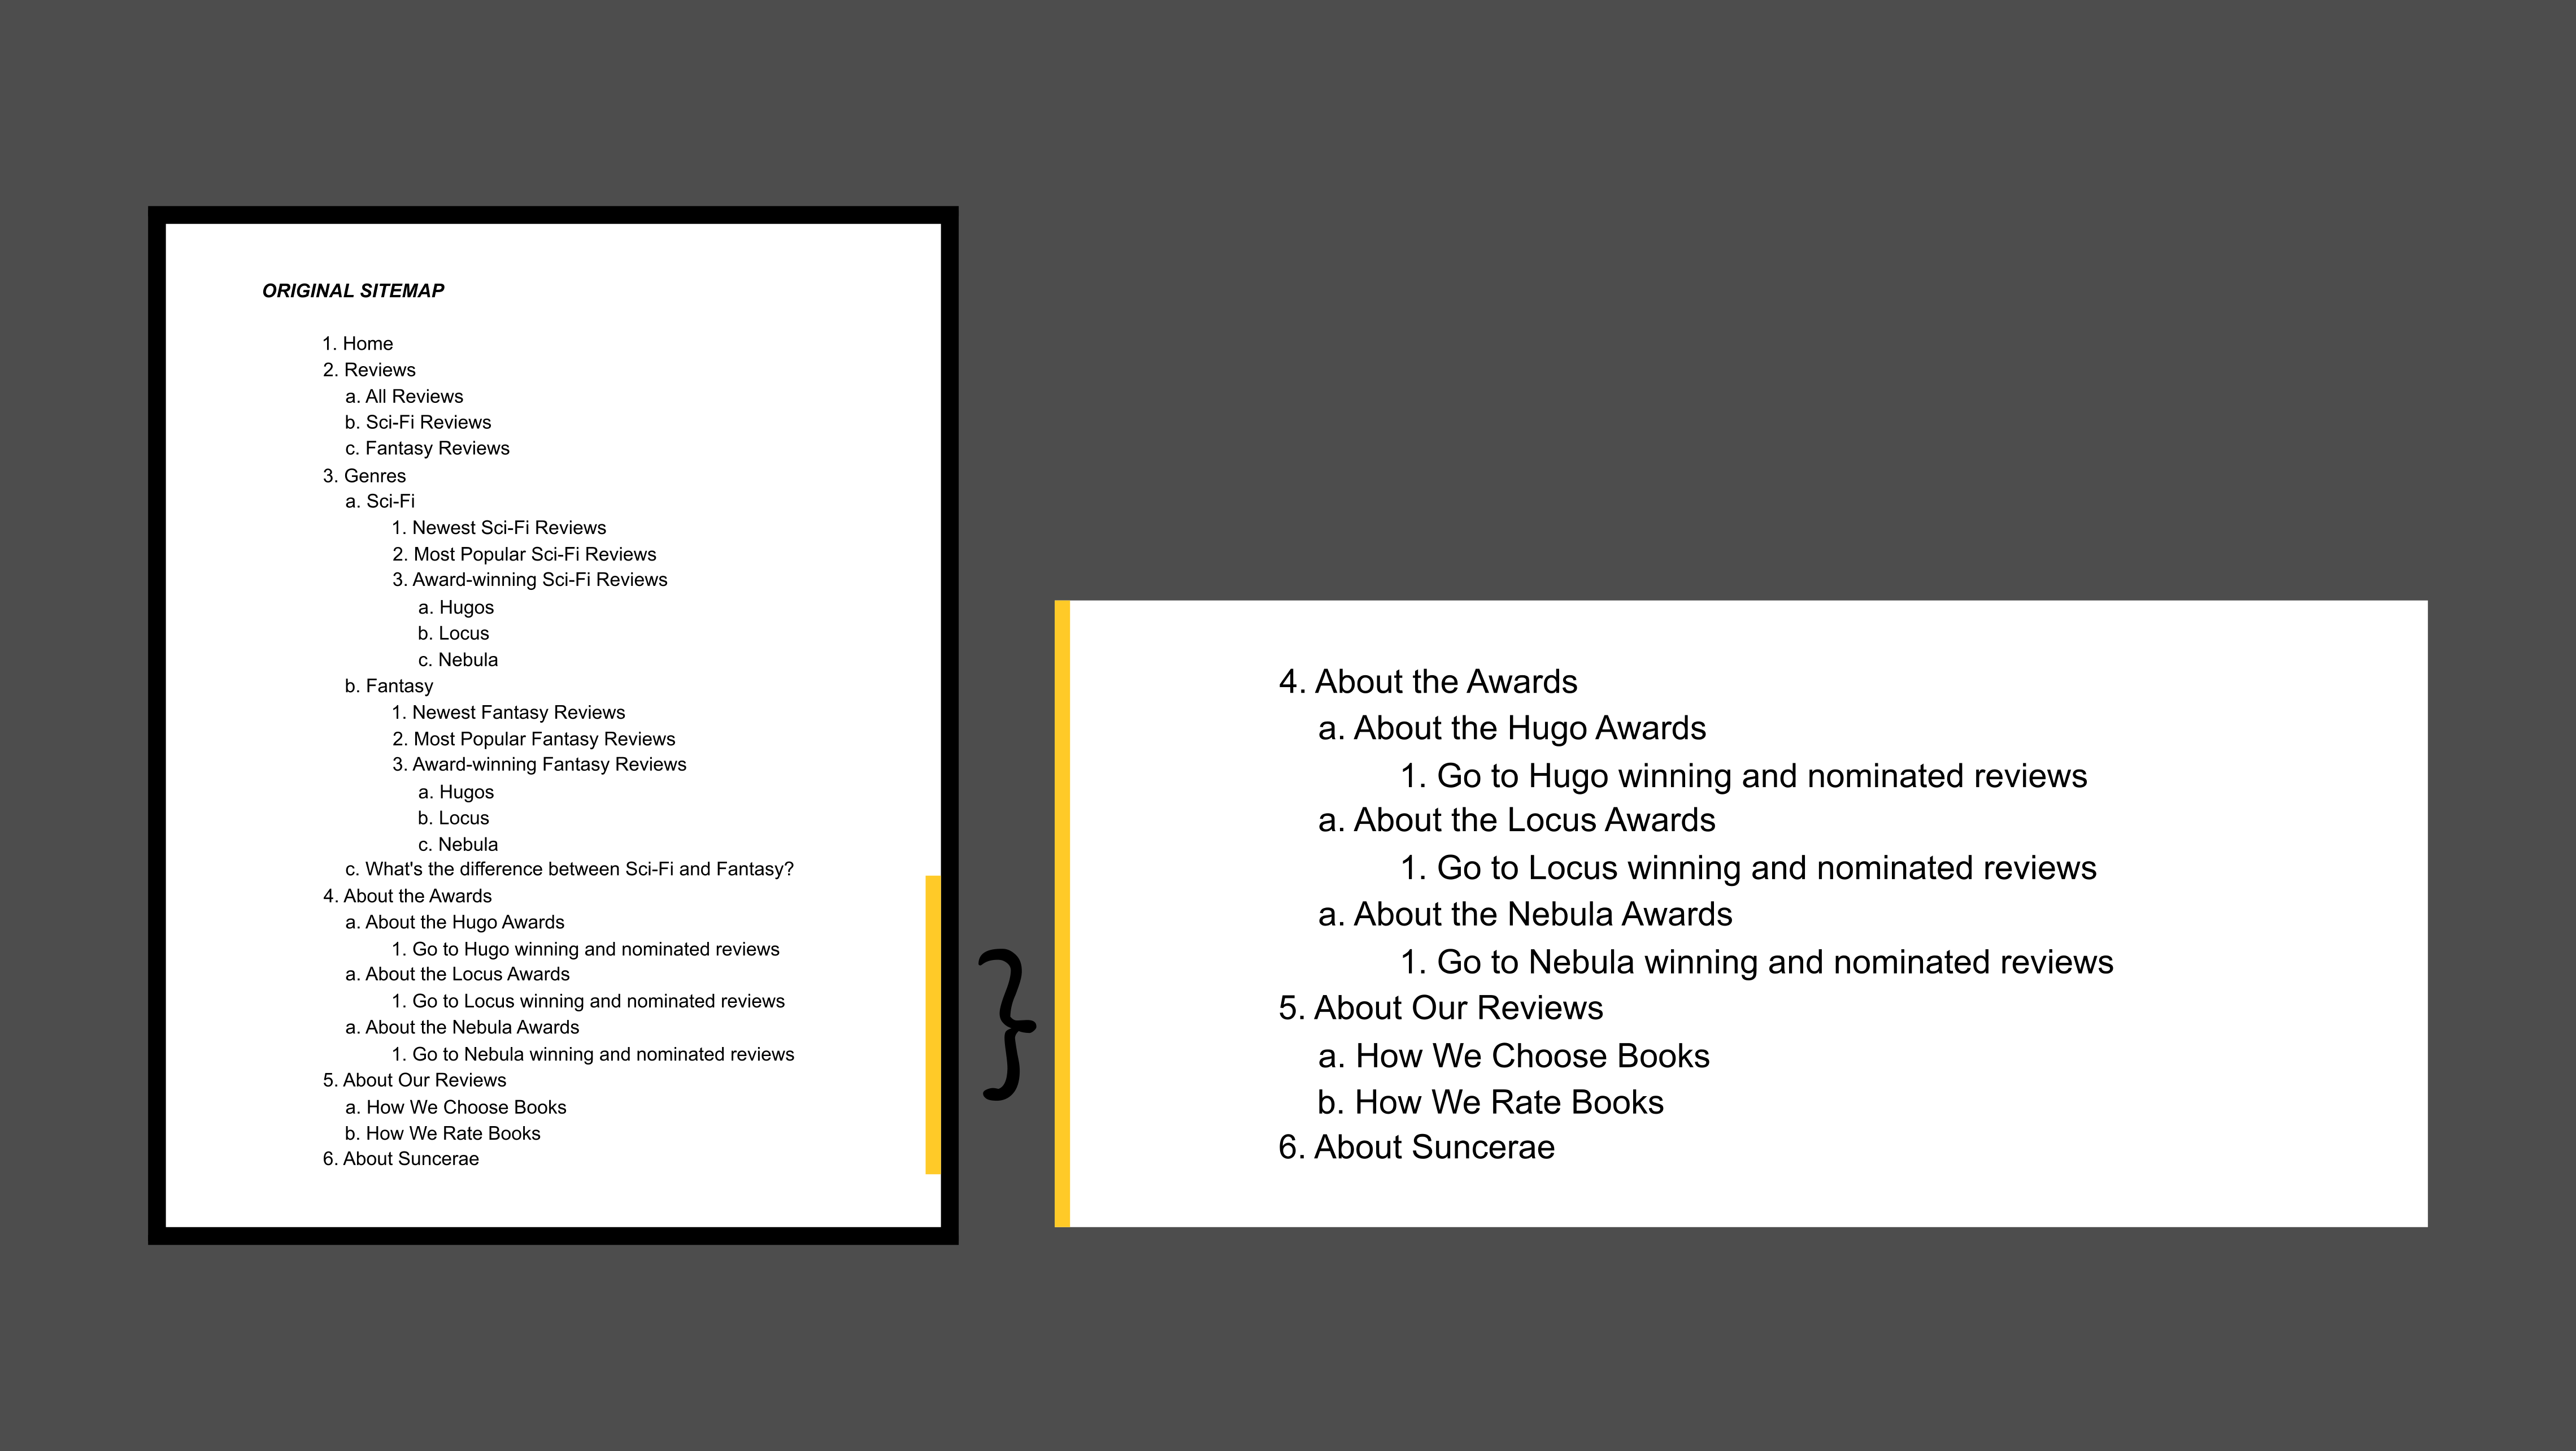 ORIGINAL SITEMAP
1. Home
2. Reviews
a. All Reviews
b. Sci-Fi Reviews
c. Fantasy Reviews
3. Genres
a. Sci-Fi
1. Newest Sci-Fi Reviews
2. Most Popular Sci-Fi Reviews
3. Award-winning Sci-Fi Reviews
a. Hugos
b. Locus
c. Nebula
b. Fantasy
1. Newest Fantasy Reviews
2. Most Popular Fantasy Reviews
3. Award-winning Fantasy Reviews
a. Hugos
b. Locus
c. Nebula
c. What's the difference between Sci-Fi and Fantasy?
4. About the Awards
a. About the Hugo Awards
1. Go to Hugo winning and nominated reviews
a. About the Locus Awards
1. Go to Locus winning and nominated reviews
a. About the Nebula Awards
1. Go to Nebula winning and nominated reviews
5. About Our Reviews
a. How We Choose Books
b. How We Rate Books
6. About Suncerae
}
4. About the Awards
a. About the Hugo Awards
1. Go to Hugo winning and nominated reviews
a. About the Locus Awards
1. Go to Locus winning and nominated reviews
a. About the Nebula Awards
1. Go to Nebula winning and nominated reviews
5. About Our Reviews
a. How We Choose Books
b. How We Rate Books
6. About Suncerae